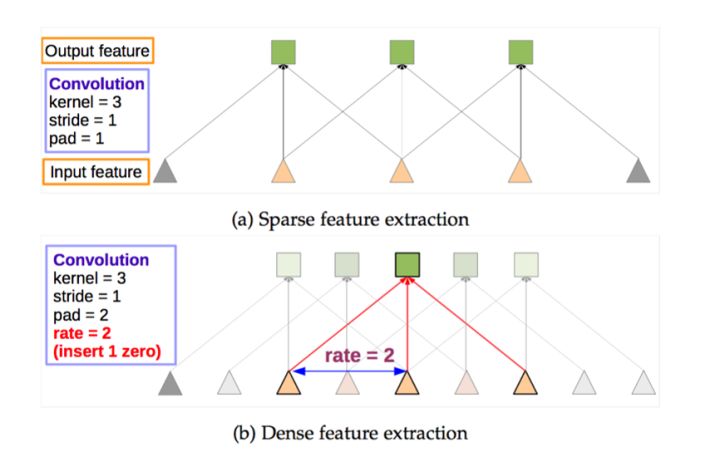 Output feature
Convolution
kernel = 3
stride = 1
pad = 1
Input feature
(a) Sparse feature extraction
Convolution
kernel = 3
stride = 1
pad = 2
rate = 2
(insert 1 zero)
rate = 2
(b) Dense feature extraction